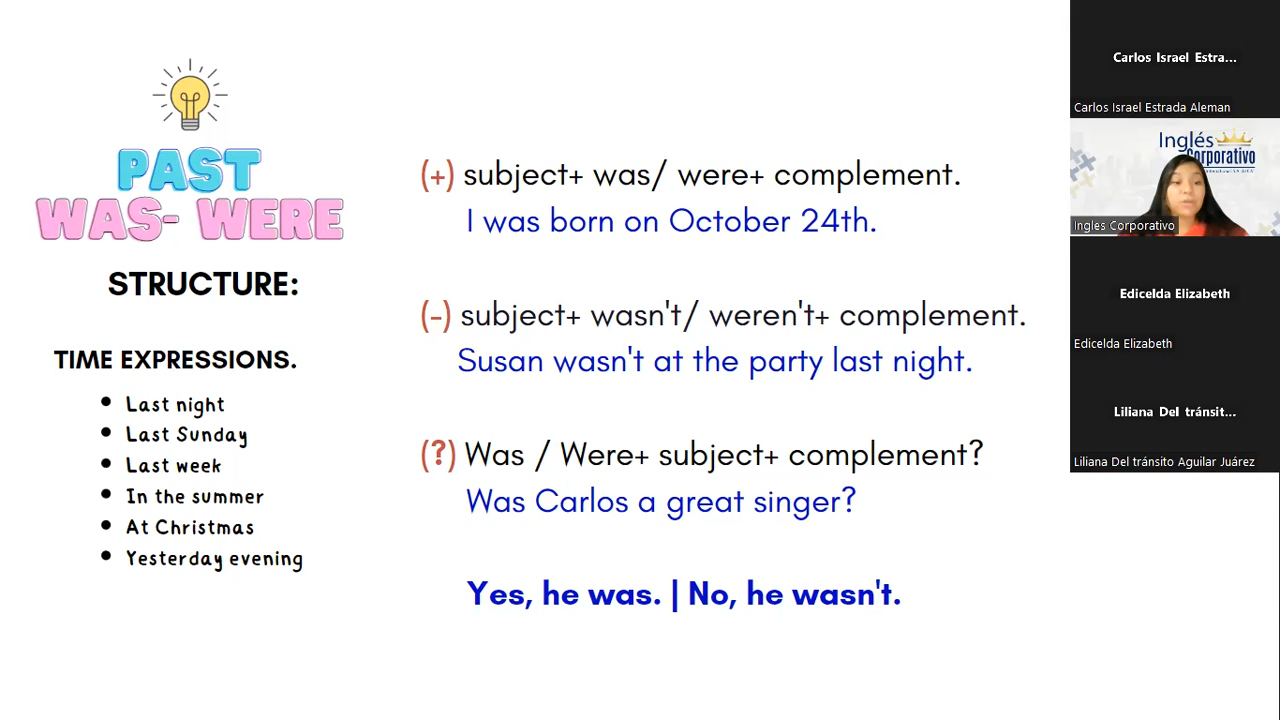 PAST
WAS- WERE
STRUCTURE:
TIME EXPRESSIONS.
Last night
Last Sunday
Last week
In the summer
At Christmas
Yesterday evening
(+) subject+ was/ were+ complement.
I was born on October 24th.
(-) subject+ wasn't/ weren't+ complement.
Susan wasn't at the party last night.
(?) Was / Were+ subject+ complement?
Was Carlos a great singer?
Yes, he was. | No, he wasn't.
Carlos Israel Estra...
Carlos Israel Estrada Aleman
Inglés
Corporativo
Ingles Corporativo
Edicelda Elizabeth
Edicelda Elizabeth
Liliana Del tránsit...
Liliana Del tránsito Aguilar Juárez